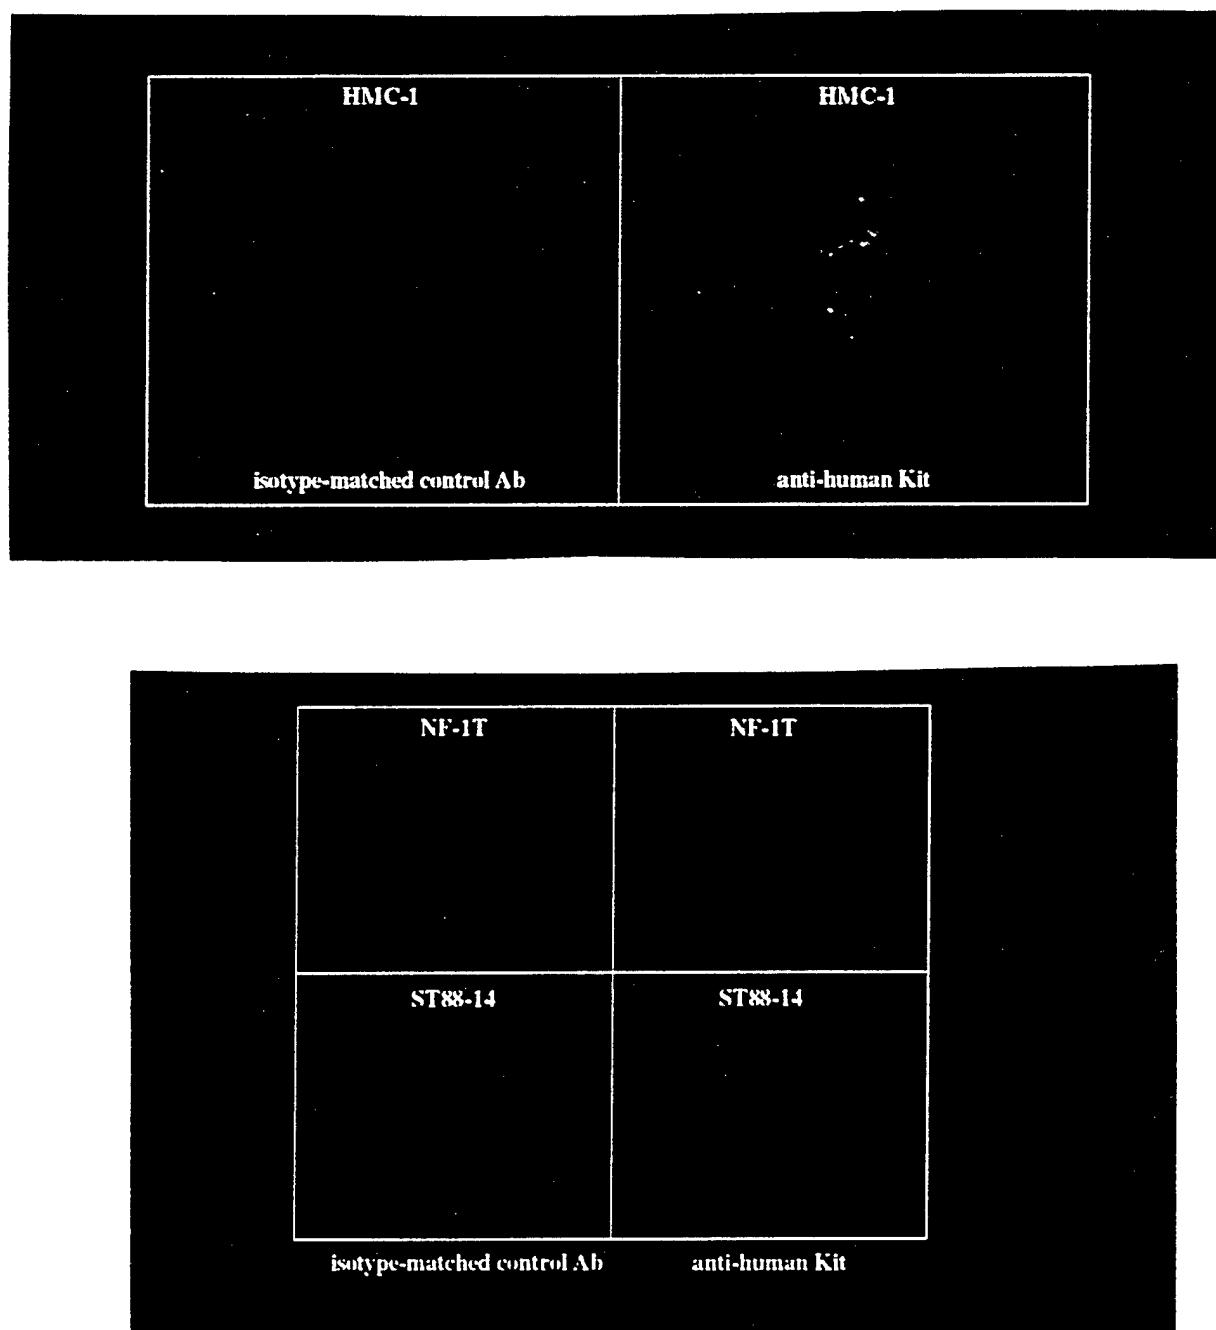 HMC-1 HMC-1
isotype-matched control Ab anti-human Kit
NF-1T NF-1T
ST88-14 ST88-14
isotype-matched control Ab anti-human Kit